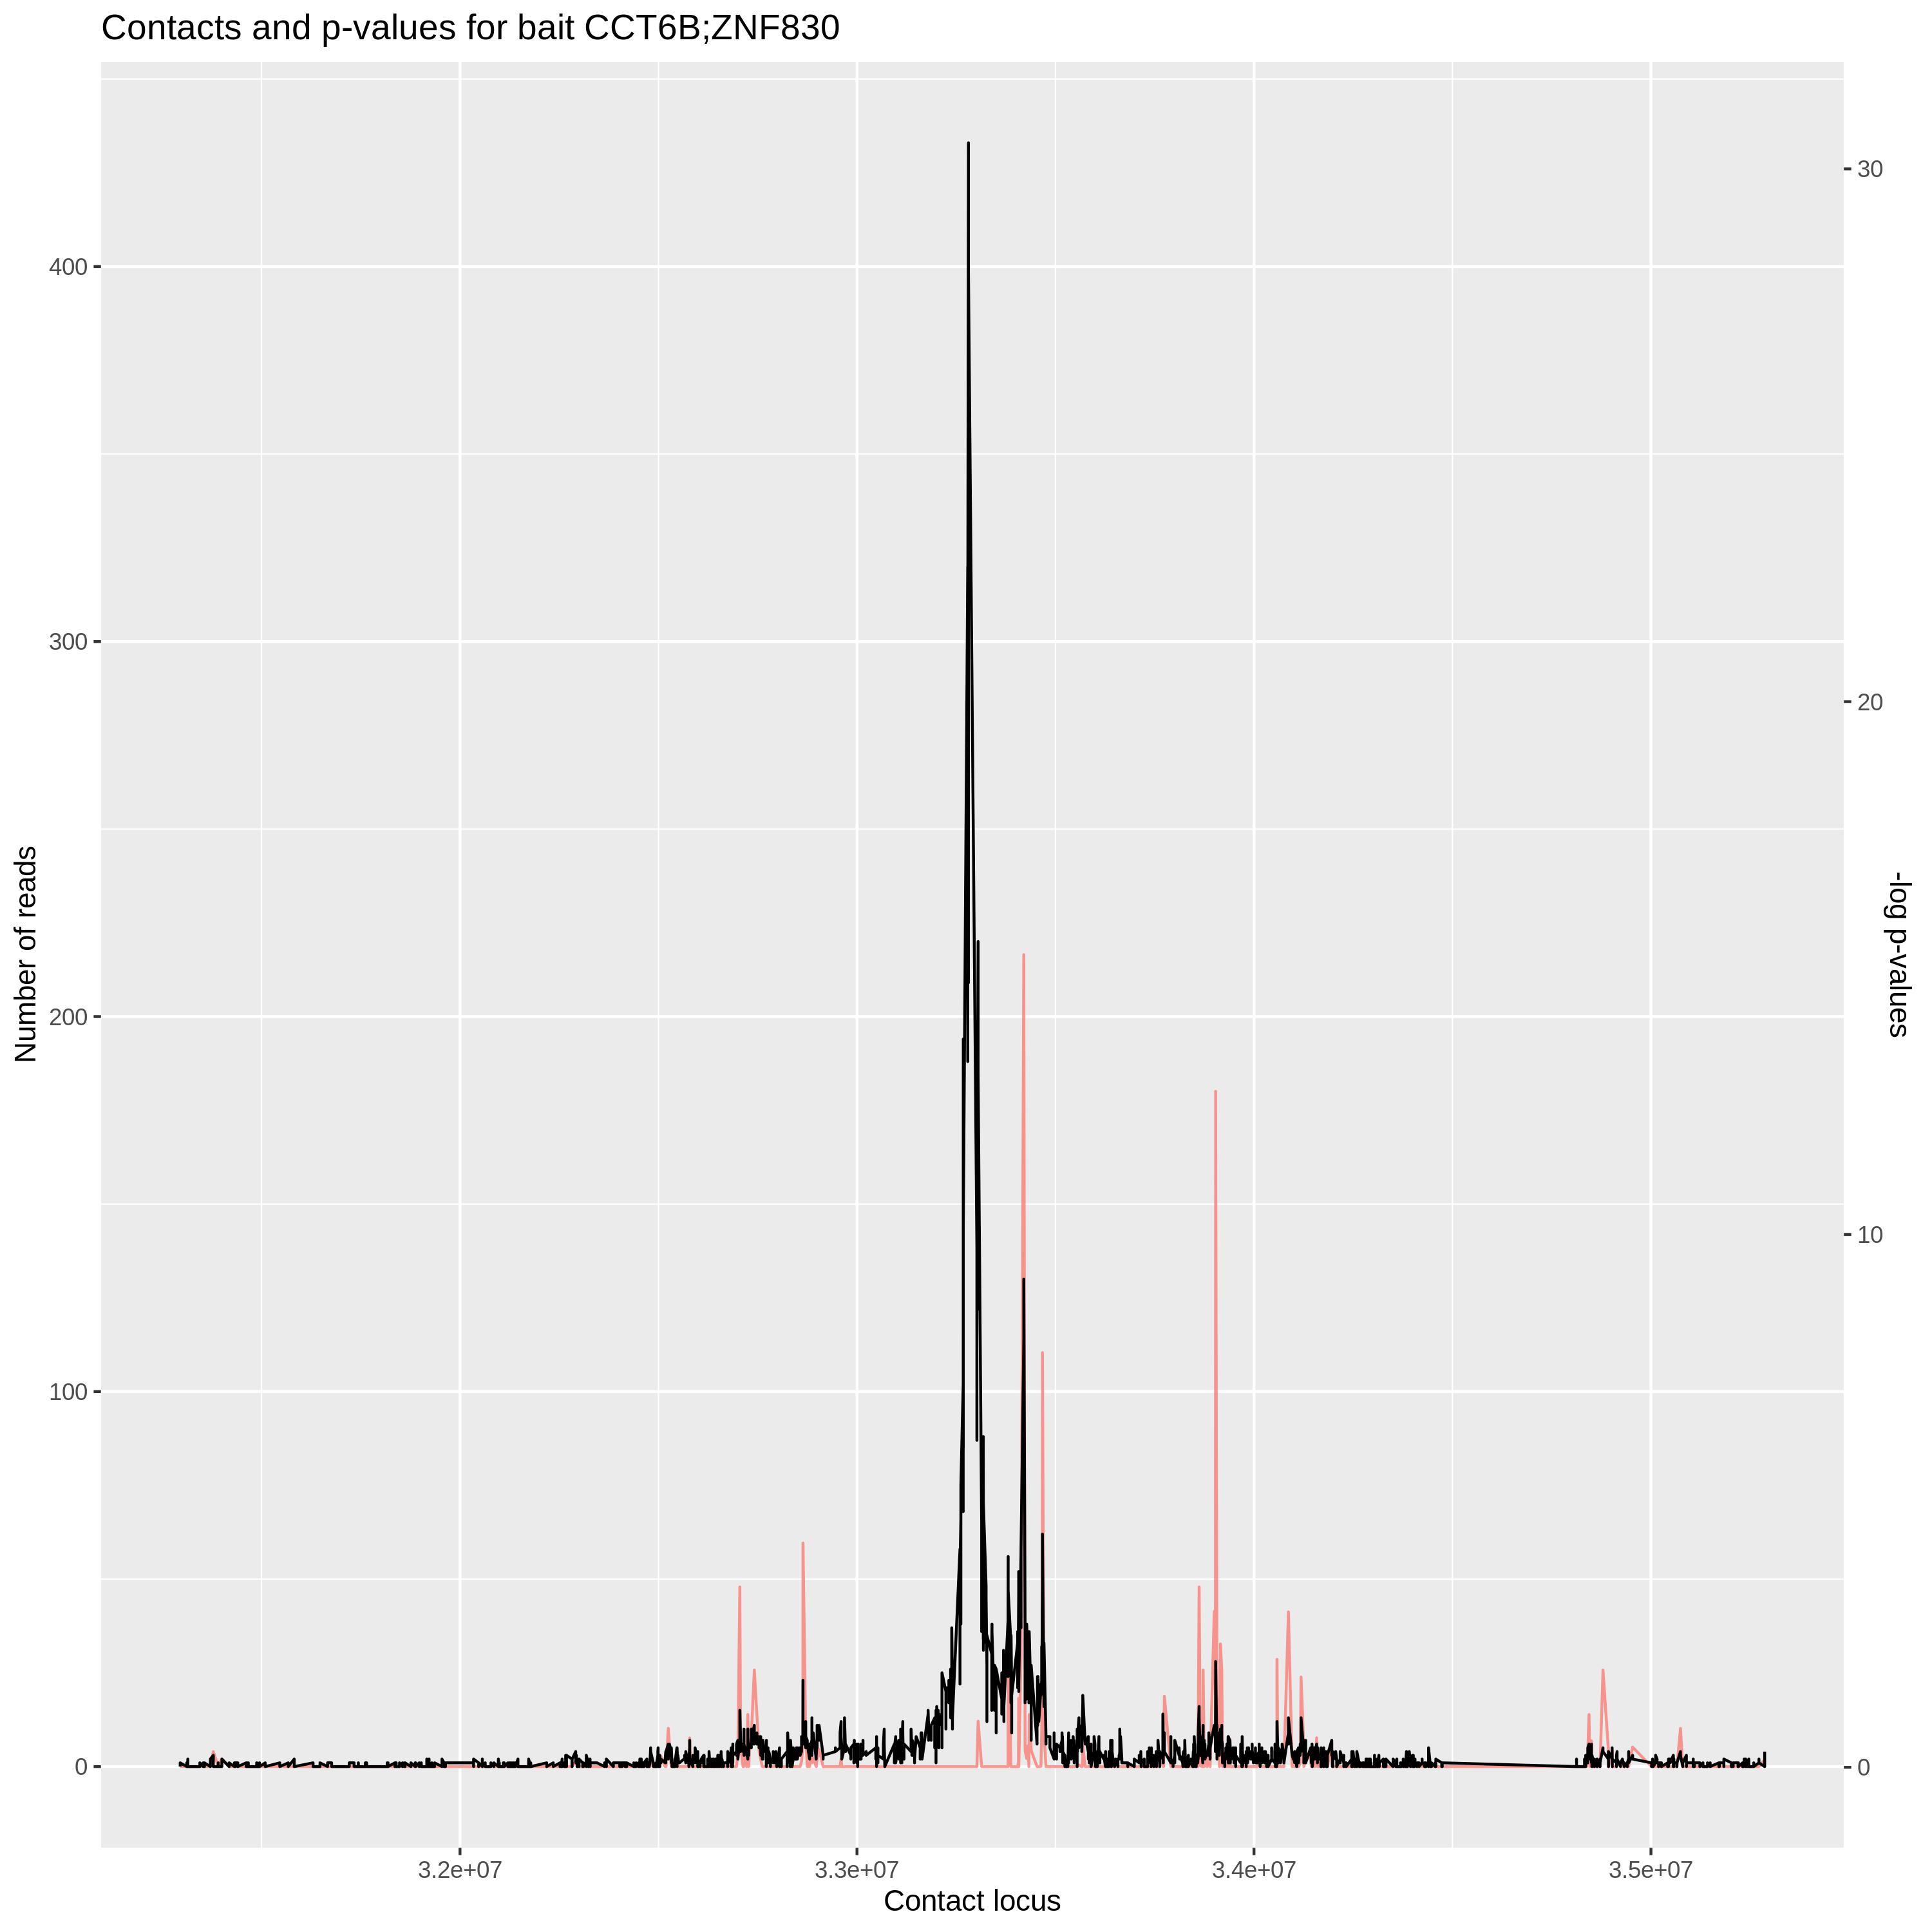 Contacts and p-values for bait CCT6B;ZNF830
400
300
200
100
0
Number of reads
30
20
10
0
-log p-values
3.2e+07
3.3e+07
3.4e+07
3.5e+07
Contact locus